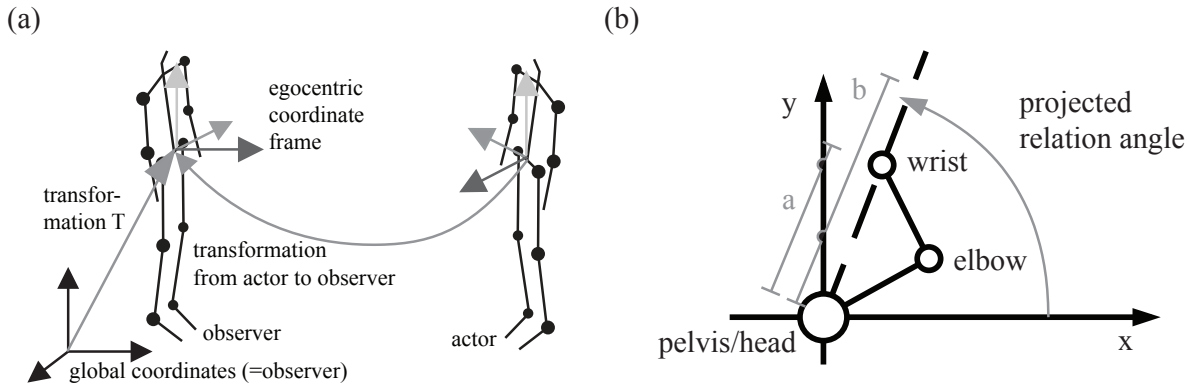 (a)
egocentric
coordinate
frame
transfor-
mation T
transformation
from actor to observer
observer
actor
global coordinates (=observer)
(b)
y
b
projected
relation angle
wrist
a
elbow
pelvis/head
x